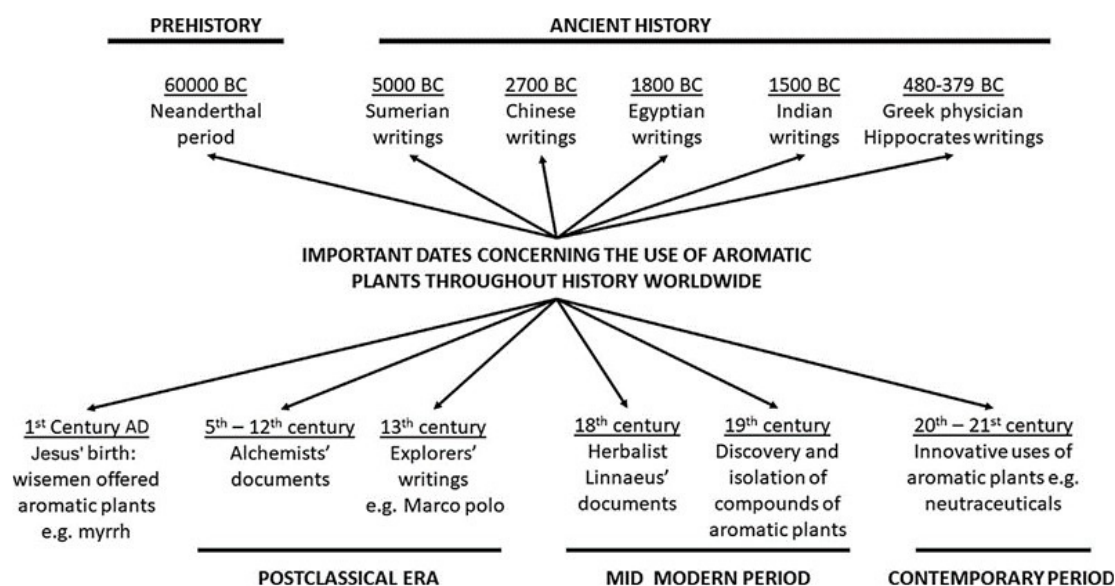 PREHISTORY
ANCIENT HISTORY
60000 BC
Neanderthal
period
5000 BC
Sumerian
writings
2700 BC
Chinese
writings
1800 BC
Egyptian
writings
1500 BC
Indian
writings
480-379 BC
Greek physician
Hippocrates writings
IMPORTANT DATES CONCERNING THE USE OF AROMATIC
PLANTS THROUGHOUT HISTORY WORLDWIDE
1st Century AD
Jesus' birth:
wisemen offered
aromatic plants
e.g. myrrh
5th – 12th century
Alchemists’
documents
13th century
Explorers’
writings
e.g. Marco polo
18th century
Herbalist
Linnaeus’
documents
19th century
Discovery and
isolation of
compounds of
aromatic plants
20th – 21st century
Innovative uses of
aromatic plants e.g.
neutraceuticals
POSTCLASSICAL ERA
MID MODERN PERIOD
CONTEMPORARY PERIOD